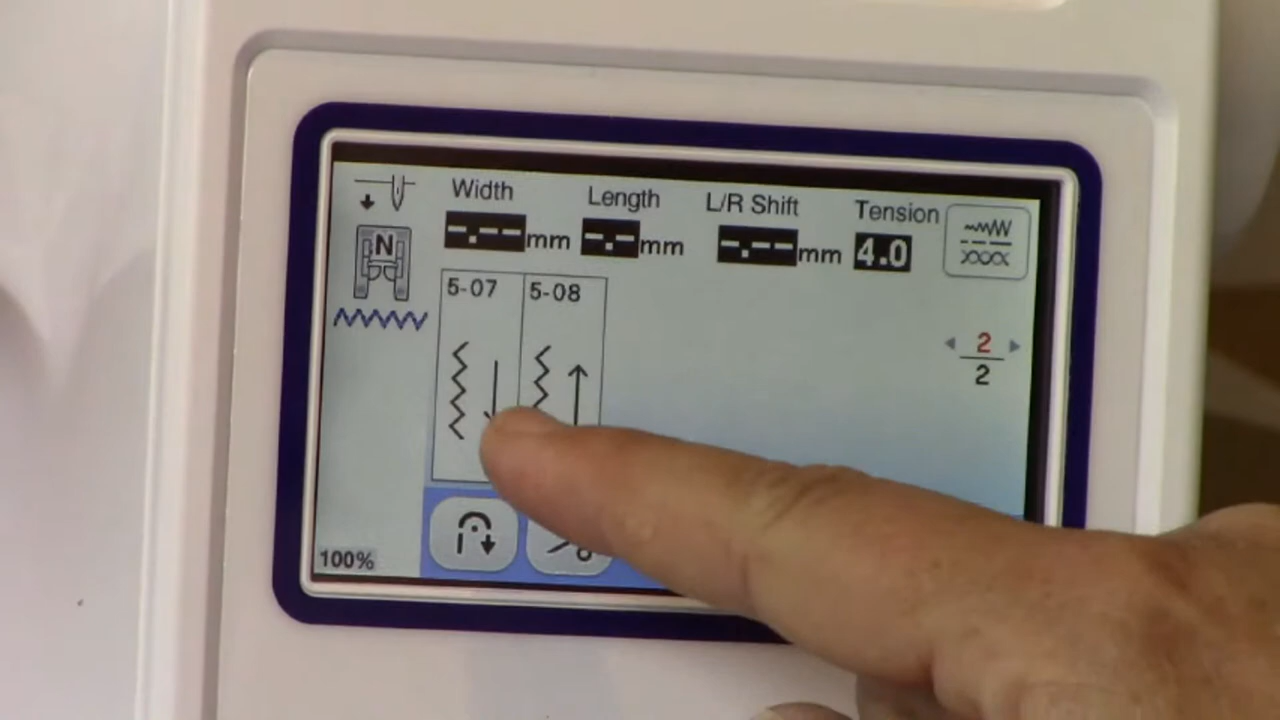 Width Length L/R Shift Tension
-.--mm -.-mm -.--mm 4.0
N
5-07 5-08
2
2
100%